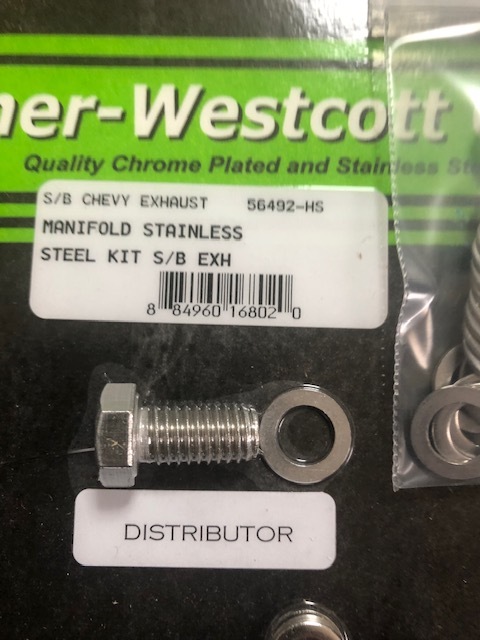 ner-Westcott
Quality Chrome Plated and Stainless
S/B CHEVY EXHAUST 56492-HS
MANIFOLD STAINLESS
STEEL KIT S/B EXH
8 84960 16802 0
DISTRIBUTOR